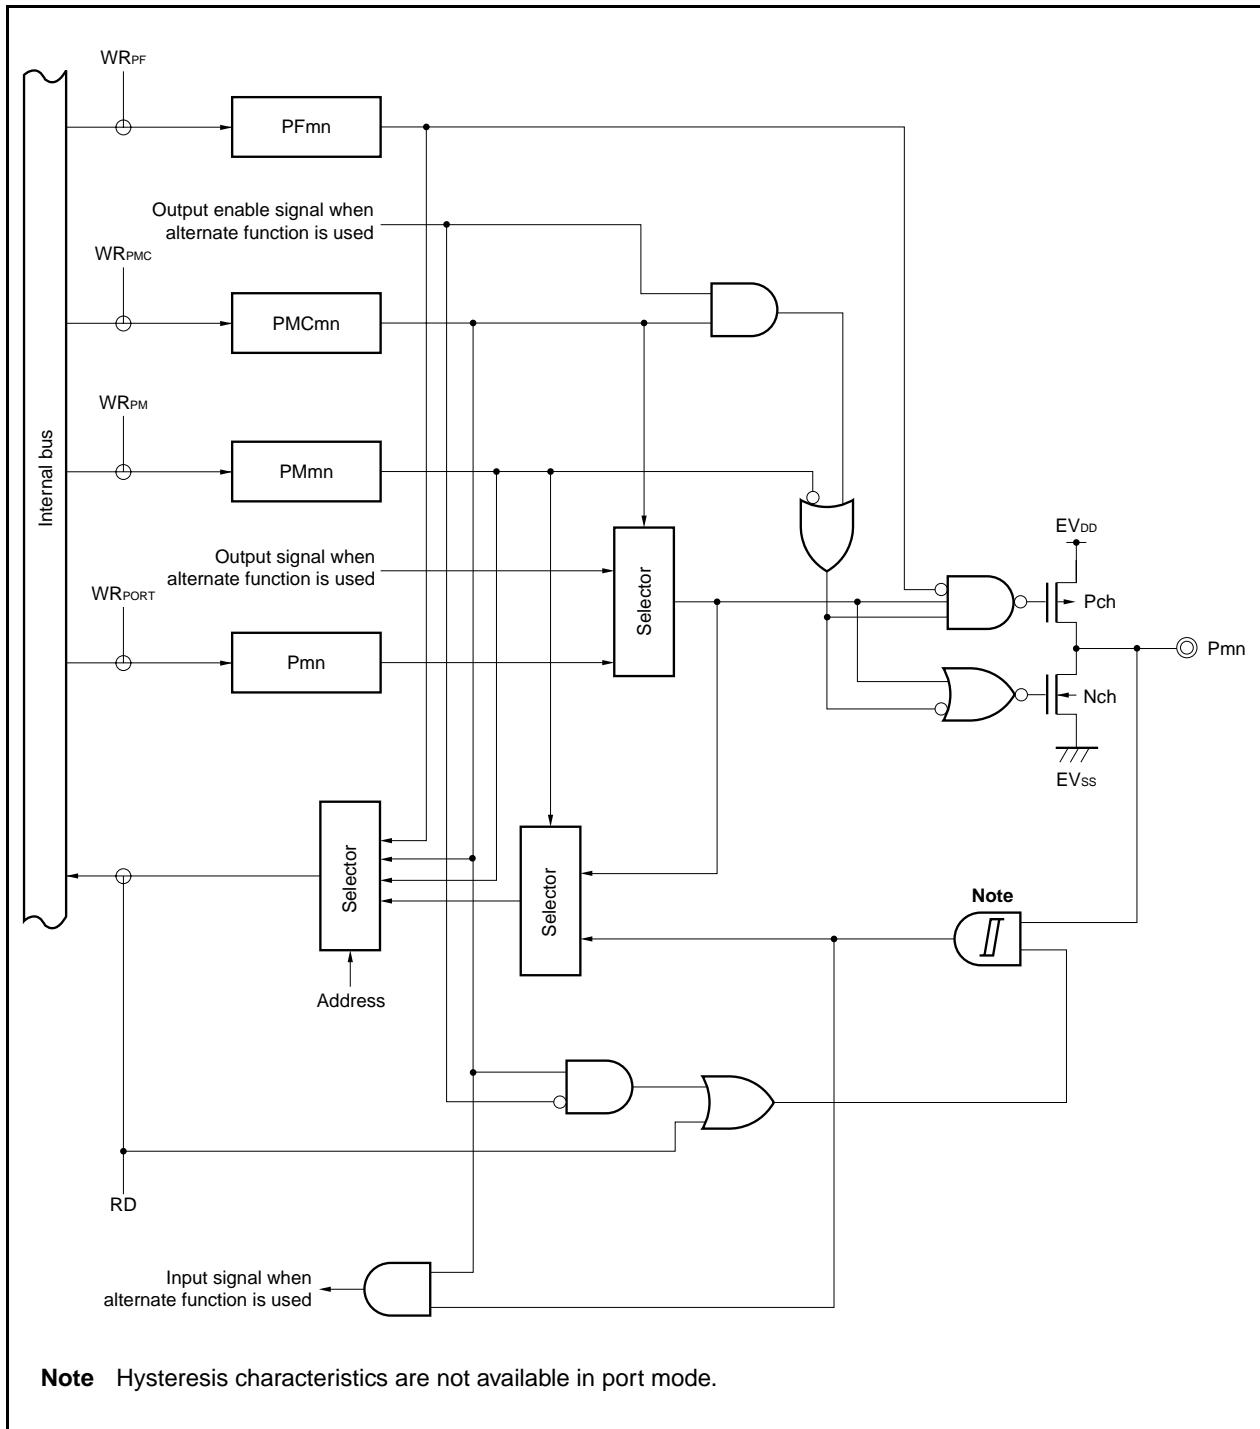 WRPF
PFmn
Output enable signal when
alternate function is used
WRPMC
PMCmn
WRPM
PMmn
Internal bus
Output signal when
alternate function is used
Selector
EVDD
Pch
WRPORT
Pmn
Pmn
Nch
EVSS
Selector
Selector
Note
Address
RD
Input signal when
alternate function is used
Note Hysteresis characteristics are not available in port mode.